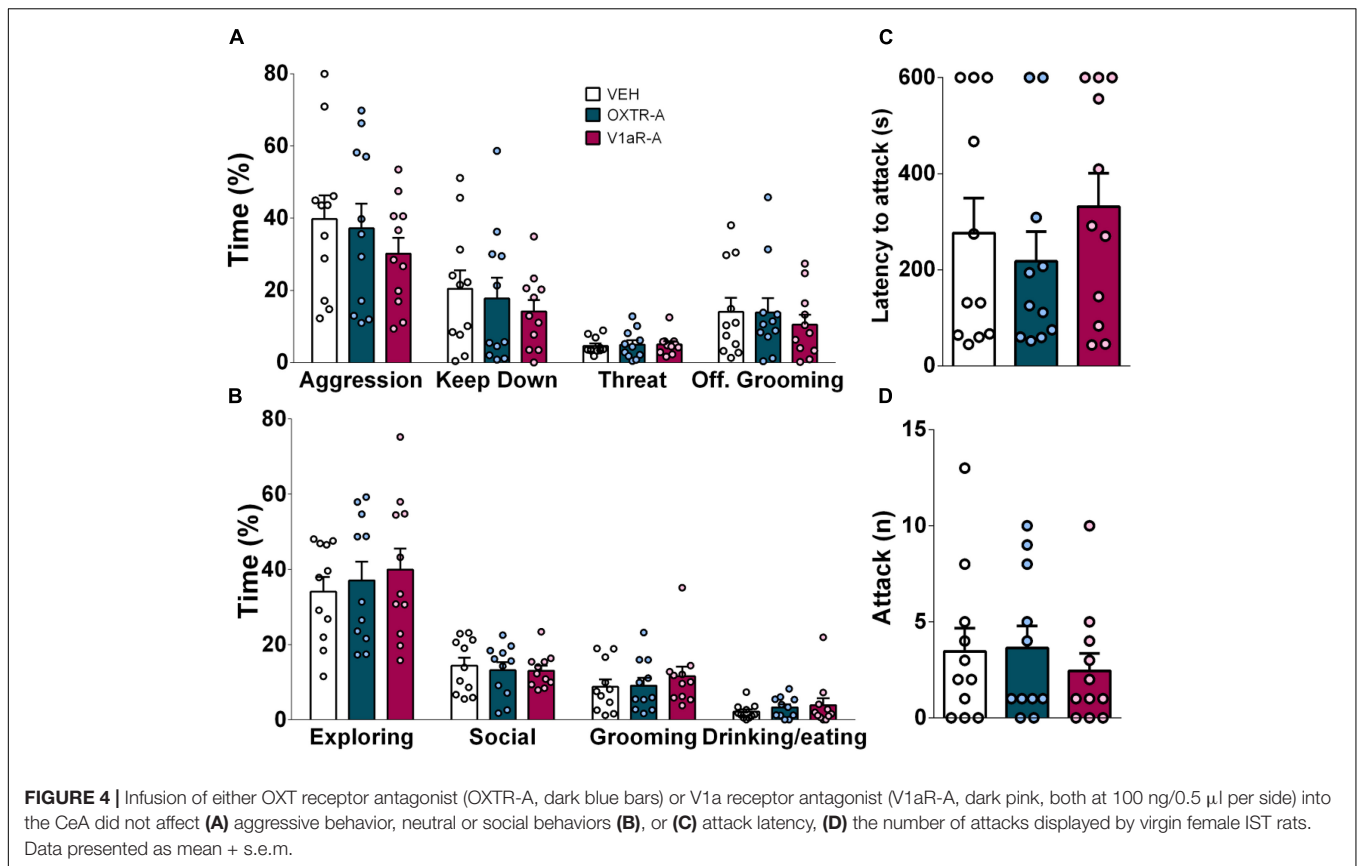 A
80
60
40
20
0
Time (%)
VEH
OXTR-A
V1aR-A
Aggression Keep Down Threat Off. Grooming
B
80
60
40
20
0
Time (%)
Exploring Social Grooming Drinking/eating
C
600
400
200
0
Latency to attack (s)
D
15
10
5
0
Attack (n)
FIGURE 4 | Infusion of either OXT receptor antagonist (OXTR-A, dark blue bars) or V1a receptor antagonist (V1aR-A, dark pink, both at 100 ng/0.5 μl per side) into
the CeA did not affect (A) aggressive behavior, neutral or social behaviors (B), or (C) attack latency, (D) the number of attacks displayed by virgin female IST rats.
Data presented as mean + s.e.m.